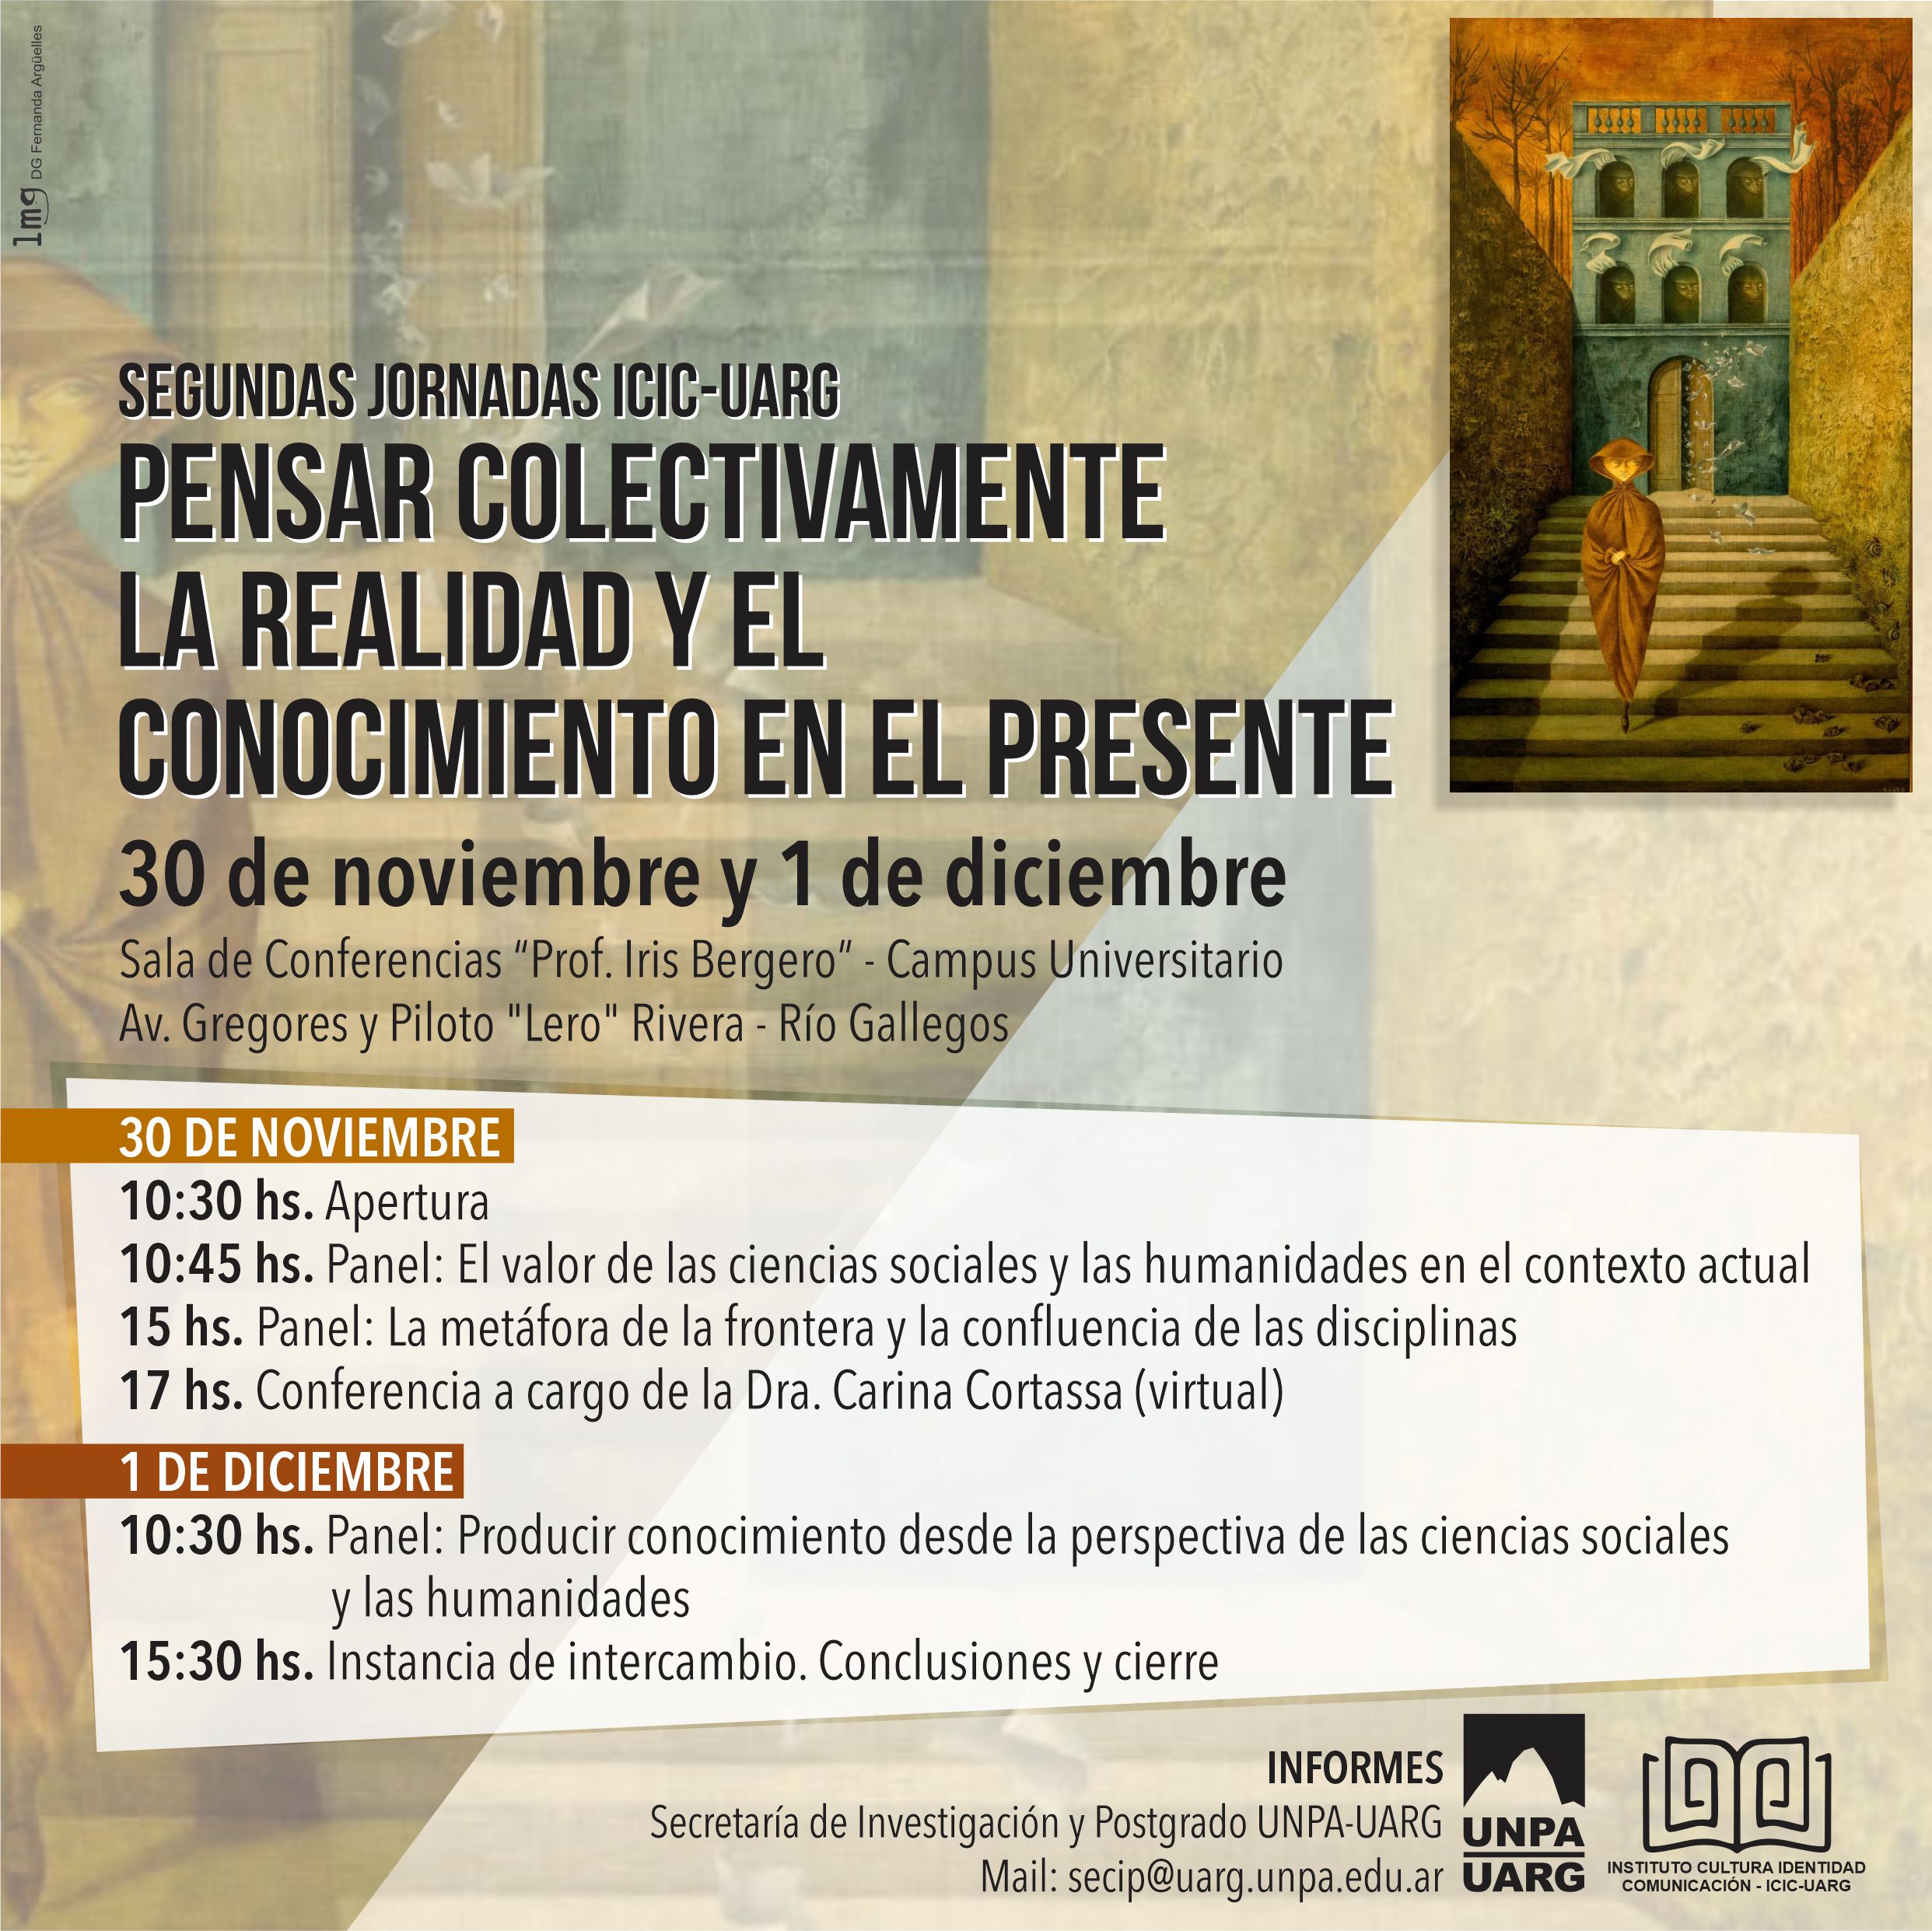 lmg DG Fernanda Argüelles
SEGUNDAS JORNADAS ICIC-UARG
PENSAR COLECTIVAMENTE
LA REALIDAD Y EL
CONOCIMIENTO EN EL PRESENTE
30 de noviembre y 1 de diciembre
Sala de Conferencias “Prof. Iris Bergero” - Campus Universitario
Av. Gregores y Piloto "Lero" Rivera - Río Gallegos
30 DE NOVIEMBRE
10:30 hs. Apertura
10:45 hs. Panel: El valor de las ciencias sociales y las humanidades en el contexto actual
15 hs. Panel: La metáfora de la frontera y la confluencia de las disciplinas
17 hs. Conferencia a cargo de la Dra. Carina Cortassa (virtual)
1 DE DICIEMBRE
10:30 hs. Panel: Producir conocimiento desde la perspectiva de las ciencias sociales
y las humanidades
15:30 hs. Instancia de intercambio. Conclusiones y cierre
INFORMES
Secretaría de Investigación y Postgrado UNPA-UARG
Mail: secip@uarg.unpa.edu.ar
UNPA
UARG
INSTITUTO CULTURA IDENTIDAD
COMUNICACIÓN - ICIC-UARG